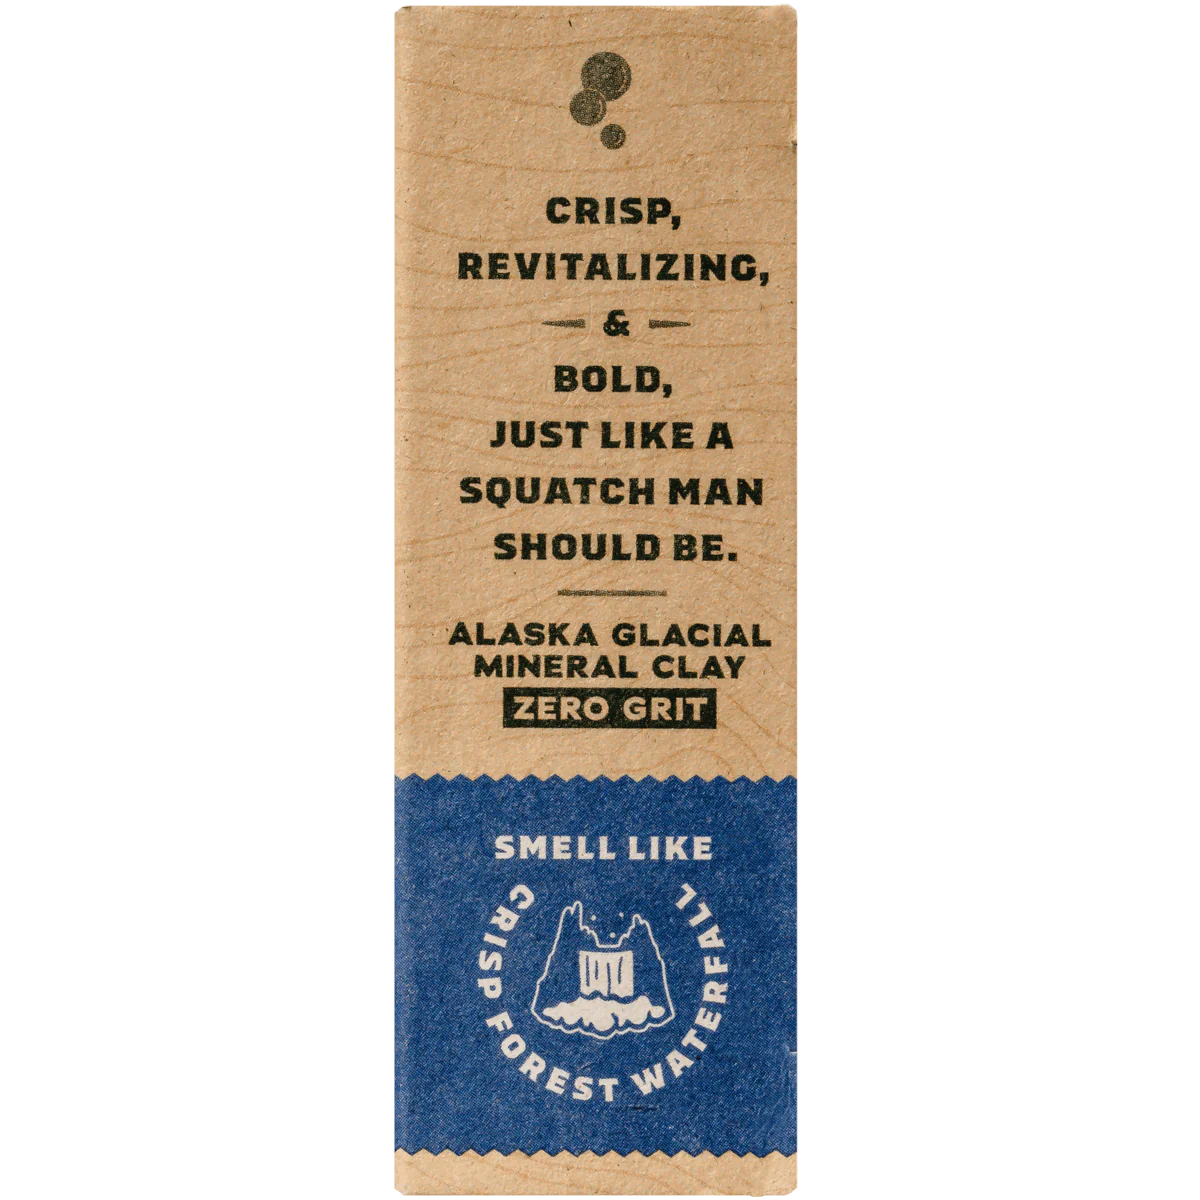 CRISP,
REVITALIZING,
&
BOLD,
JUST LIKE A
SQUATCH MAN
SHOULD BE.
ALASKA GLACIAL
MINERAL CLAY
ZERO GRIT
SMELL LIKE
CRISP FOREST WATERFALL